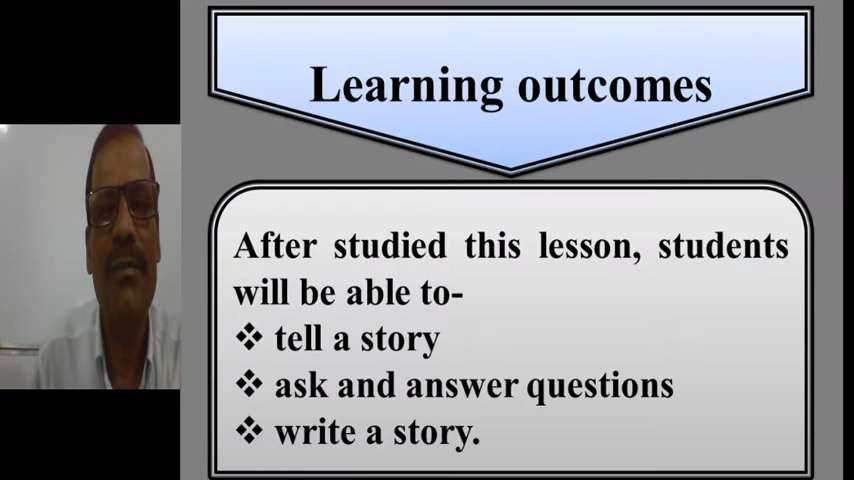 Learning outcomes
After studied this lesson, students
will be able to-
❖ tell a story
❖ ask and answer questions
❖ write a story.